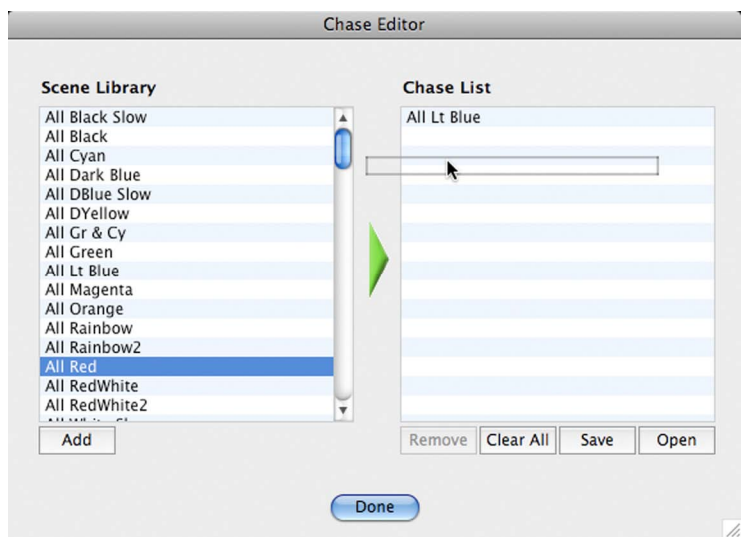 Chase Editor
Scene Library
All Black Slow
All Black
All Cyan
All Dark Blue
All DBlue Slow
All DYellow
All Gr & Cy
All Green
All Lt Blue
All Magenta
All Orange
All Rainbow
All Rainbow2
All Red
All RedWhite
All RedWhite2
Add
Chase List
All Lt Blue
Remove Clear All Save Open
Done